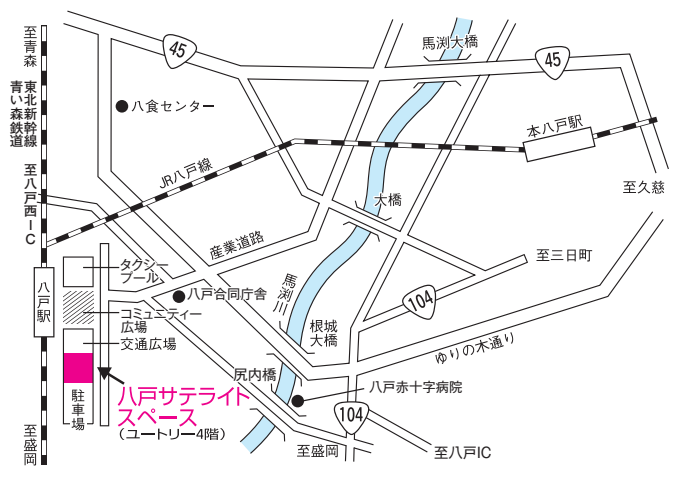 至青森
東北新幹線
青い森鉄道
至八戸西IC
45
馬淵大橋
45
八食センター
本八戸駅
JR八戸線
至久慈
大橋
産業道路
至三日町
タクシー
プール
八戸駅
馬淵川
八戸合同庁舎
104
コミュニティー
広場
根城
大橋
交通広場
ゆりの木通り
尻内橋
八戸サテライト
スペース
(ユートリー4階)
駐車場
八戸赤十字病院
104
至盛岡
至盛岡
至八戸IC